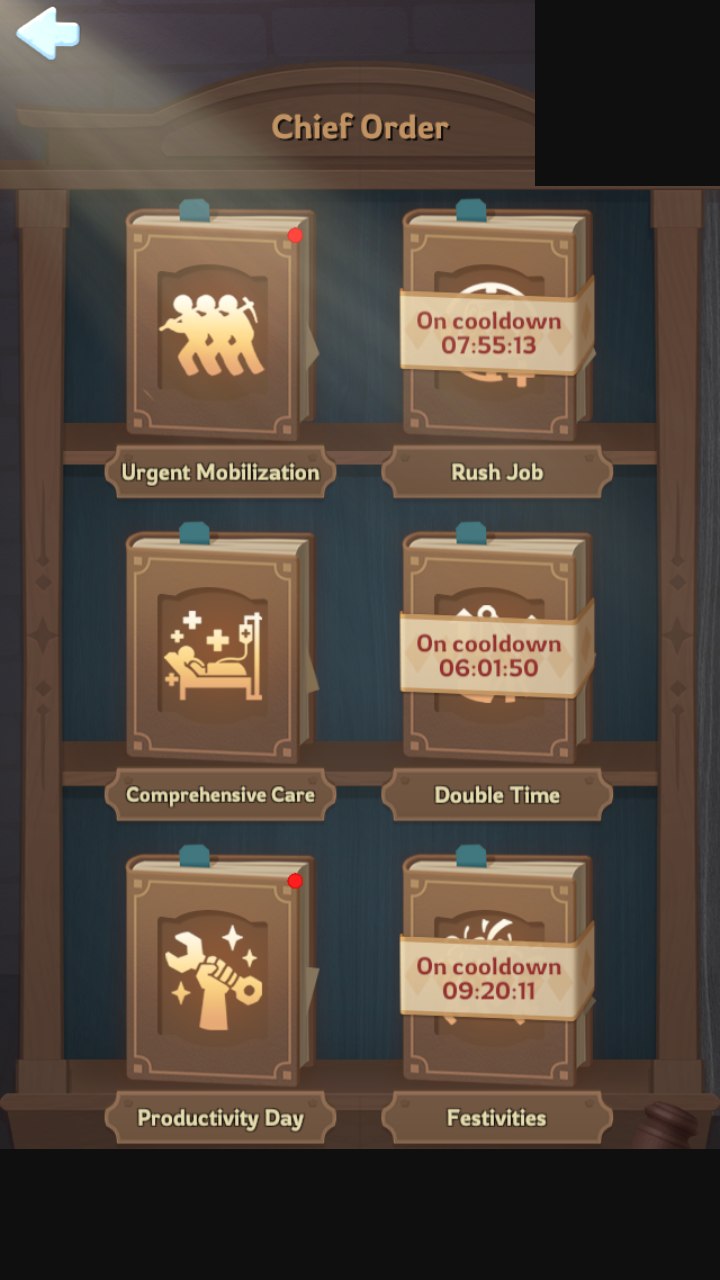 Chief Order
On cooldown
07:55:13
Urgent Mobilization
Rush Job
On cooldown
06:01:50
Comprehensive Care
Double Time
On cooldown
09:20:11
Productivity Day
Festivities